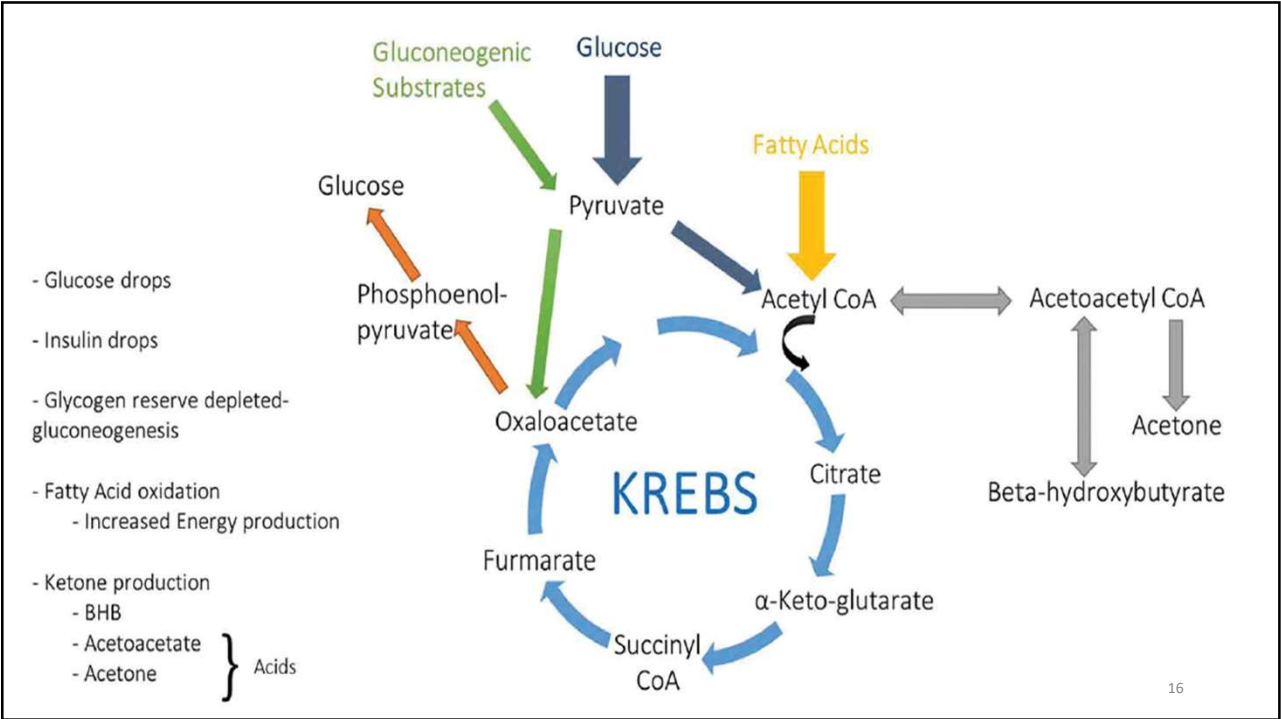 Gluconeogenic
Substrates
Glucose
Fatty Acids
Glucose
Pyruvate
Phosphoenol-
pyruvate
Acetyl CoA
Acetoacetyl CoA
Oxaloacetate
Acetone
KREBS
Citrate
Beta-hydroxybutyrate
Furmarate
α-Keto-glutarate
Succinyl
CoA
- Glucose drops
- Insulin drops
- Glycogen reserve depleted-
gluconeogenesis
- Fatty Acid oxidation
- Increased Energy production
- Ketone production
- BHB
- Acetoacetate
- Acetone
} Acids
16